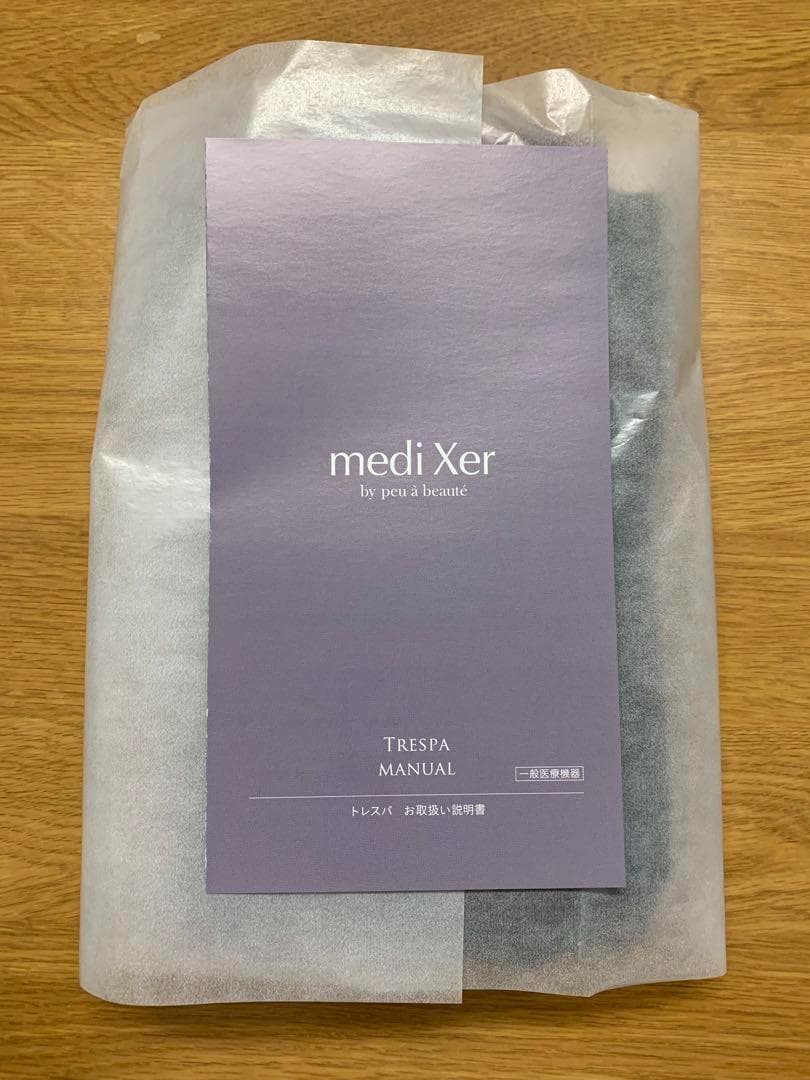 medi Xer
by peu à beauté
TRESPA
MANUAL
一般医療機器
トレスパ お取扱い説明書